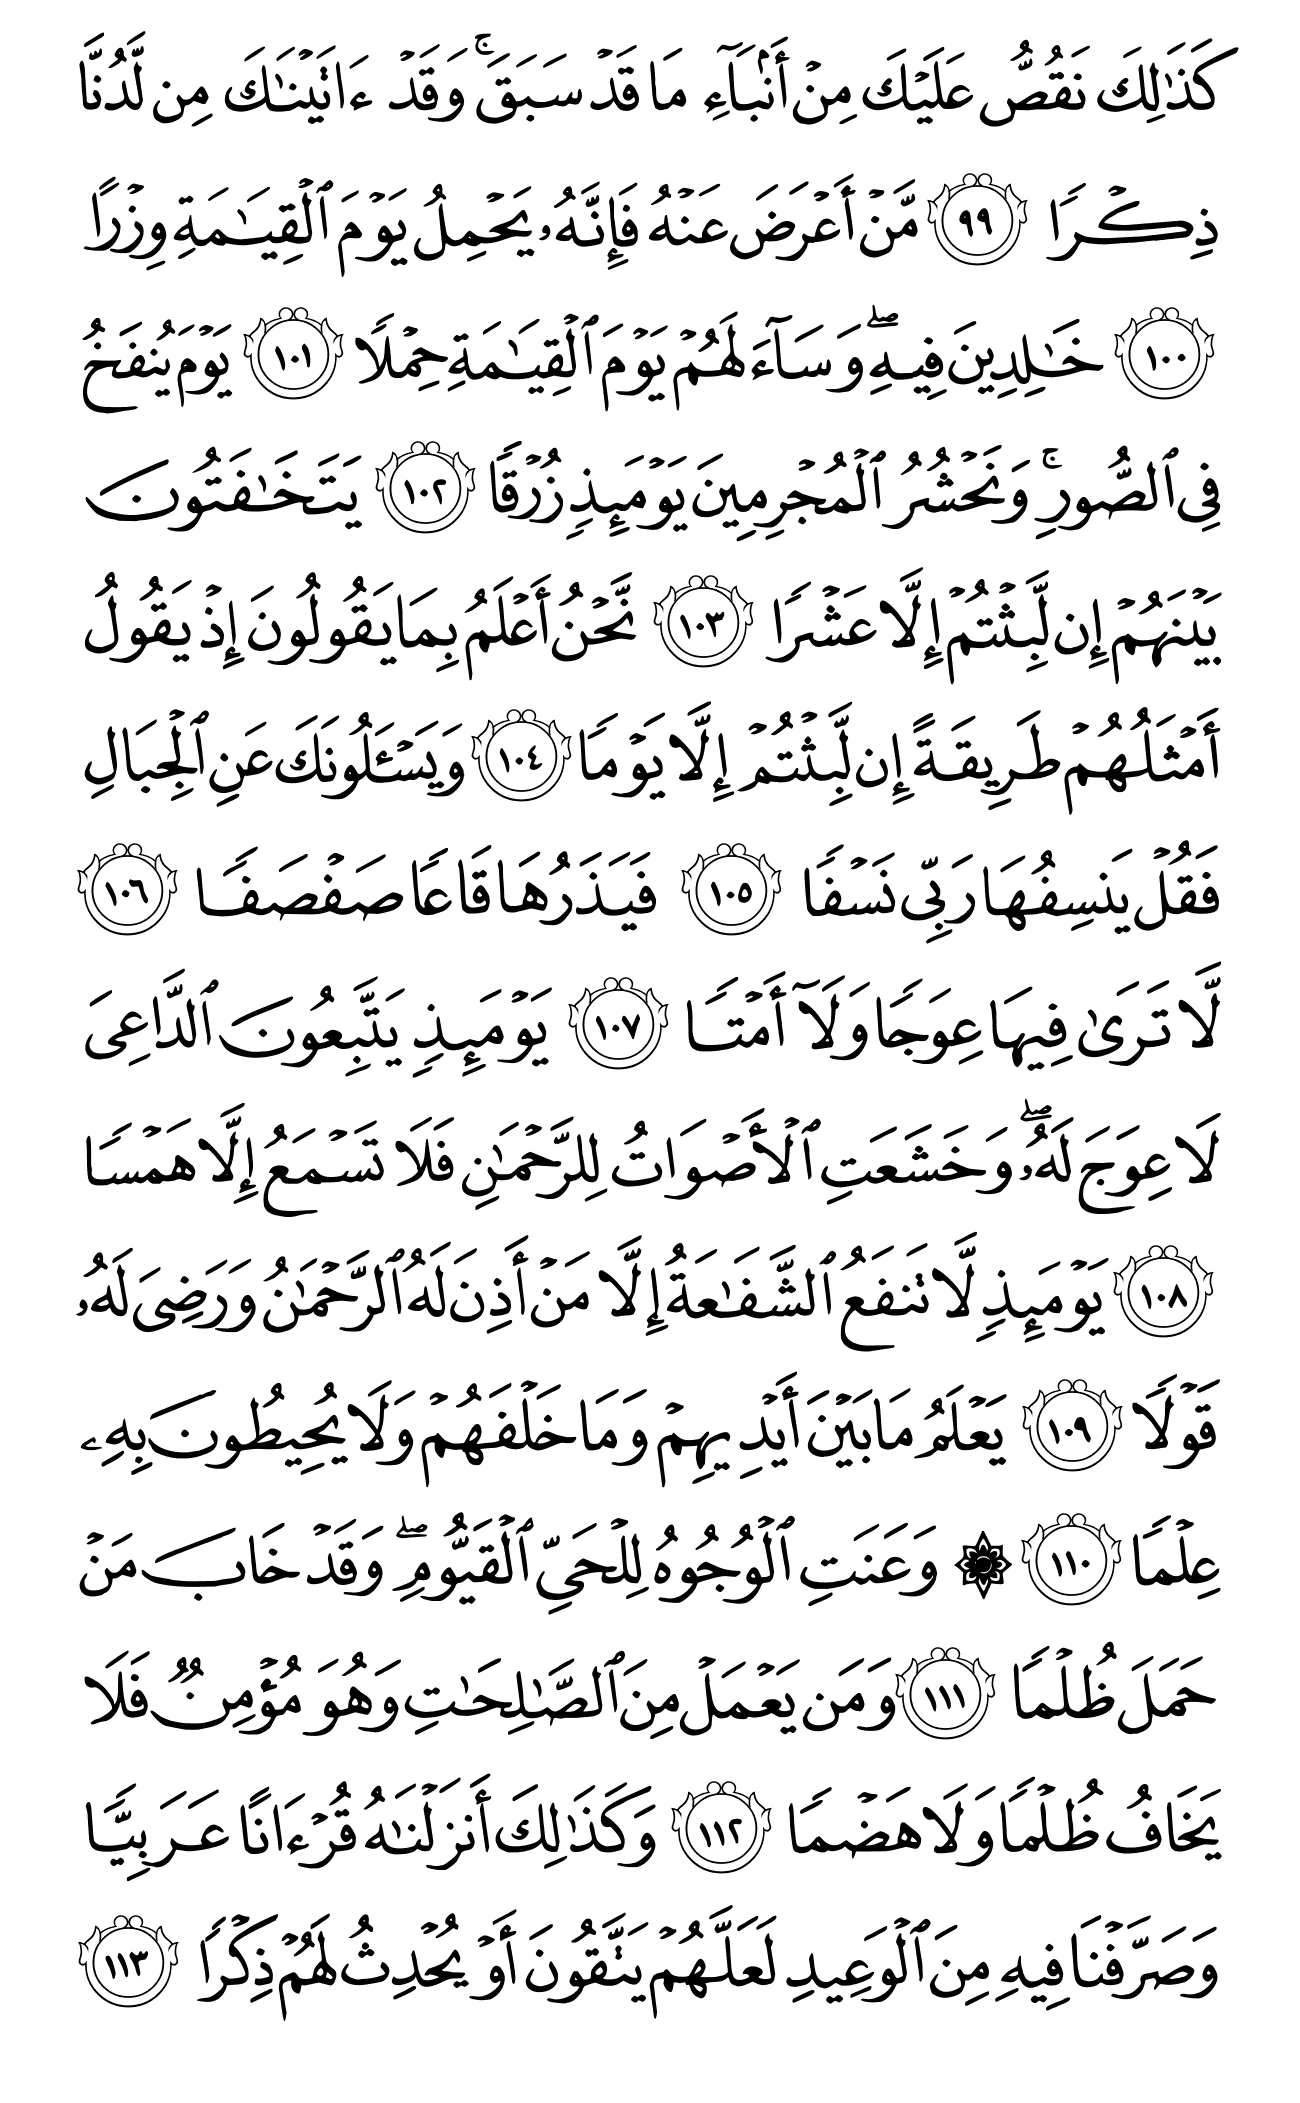 كَذَٰلِكَ نَقُصُّ عَلَيۡكَ مِنۡ أَنۢبَآءِ مَا قَدۡ سَبَقَۚ وَقَدۡ ءَاتَيۡنَٰكَ مِن لَّدُنَّا
ذِكۡرٗا ٩٩ مَّنۡ أَعۡرَضَ عَنۡهُ فَإِنَّهُۥ يَحۡمِلُ يَوۡمَ ٱلۡقِيَٰمَةِ وِزۡرًا
١٠٠ خَٰلِدِينَ فِيهِۖ وَسَآءَ لَهُمۡ يَوۡمَ ٱلۡقِيَٰمَةِ حِمۡلٗا ١٠١ يَوۡمَ يُنفَخُ
فِي ٱلصُّورِۚ وَنَحۡشُرُ ٱلۡمُجۡرِمِينَ يَوۡمَئِذٖ زُرۡقٗا ١٠٢ يَتَخَٰفَتُونَ
بَيۡنَهُمۡ إِن لَّبِثۡتُمۡ إِلَّا عَشۡرٗا ١٠٣ نَّحۡنُ أَعۡلَمُ بِمَا يَقُولُونَ إِذۡ يَقُولُ
أَمۡثَلُهُمۡ طَرِيقَةً إِن لَّبِثۡتُمۡ إِلَّا يَوۡمٗا ١٠٤ وَيَسۡـَٔلُونَكَ عَنِ ٱلۡجِبَالِ
فَقُلۡ يَنسِفُهَا رَبِّي نَسۡفٗا ١٠٥ فَيَذَرُهَا قَاعٗا صَفۡصَفٗا ١٠٦
لَّا تَرَىٰ فِيهَا عِوَجٗا وَلَآ أَمۡتٗا ١٠٧ يَوۡمَئِذٖ يَتَّبِعُونَ ٱلدَّاعِيَ
لَا عِوَجَ لَهُۥۖ وَخَشَعَتِ ٱلۡأَصۡوَاتُ لِلرَّحۡمَٰنِ فَلَا تَسۡمَعُ إِلَّا هَمۡسٗا
١٠٨ يَوۡمَئِذٖ لَّا تَنفَعُ ٱلشَّفَٰعَةُ إِلَّا مَنۡ أَذِنَ لَهُ ٱلرَّحۡمَٰنُ وَرَضِيَ لَهُۥ
قَوۡلٗا ١٠٩ يَعۡلَمُ مَا بَيۡنَ أَيۡدِيهِمۡ وَمَا خَلۡفَهُمۡ وَلَا يُحِيطُونَ بِهِۦ
عِلۡمٗا ١١٠ ۞ وَعَنَتِ ٱلۡوُجُوهُ لِلۡحَيِّ ٱلۡقَيُّومِۖ وَقَدۡ خَابَ مَنۡ
حَمَلَ ظُلۡمٗا ١١١ وَمَن يَعۡمَلۡ مِنَ ٱلصَّٰلِحَٰتِ وَهُوَ مُؤۡمِنٞ فَلَا
يَخَافُ ظُلۡمٗا وَلَا هَضۡمٗا ١١٢ وَكَذَٰلِكَ أَنزَلۡنَٰهُ قُرۡءَانًا عَرَبِيّٗا
وَصَرَّفۡنَا فِيهِ مِنَ ٱلۡوَعِيدِ لَعَلَّهُمۡ يَتَّقُونَ أَوۡ يُحۡدِثُ لَهُمۡ ذِكۡرٗا ١١٣